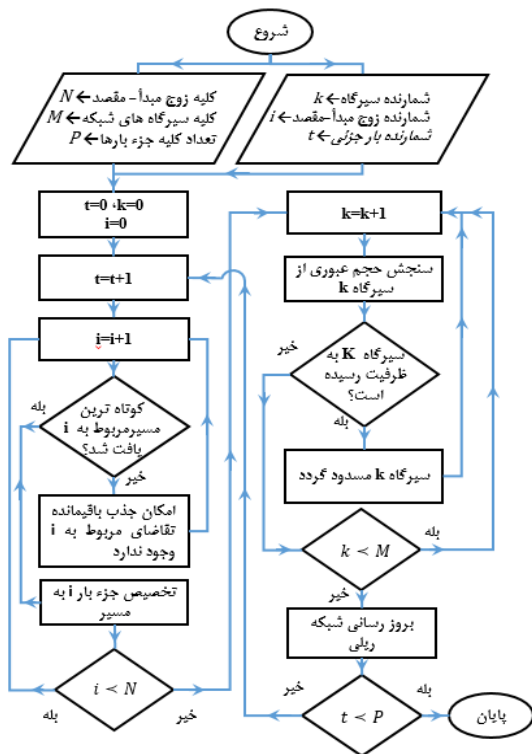 شروع
کلیه زوج مبدأ- مقصد←N
کلیه سیرگاه های شبکه←M
تعداد کلیه جزء بارها←P
شمارنده سیرگاه←k
شمارنده زوج مبدأ-مقصد←i
شمارنده بار جزئی←t
t=0 ،k=0
i=0
t=t+1
i=i+1
کوتاه ترین
مسیرمربوط به i
یافت شد؟
بله
خیر
امکان جذب باقیمانده
تقاضای مربوط به i
وجود ندارد
تخصیص جزء بار i به
مسیر
i < N
بله
خیر
k=k+1
سنجش حجم عبوری از
سیرگاه k
سیرگاه K به
ظرفیت رسیده
است؟
خیر
بله
سیرگاه k مسدود گردد
k < M
بله
خیر
بروز رسانی شبکه
ریلی
t < P
خیر
بله
پایان